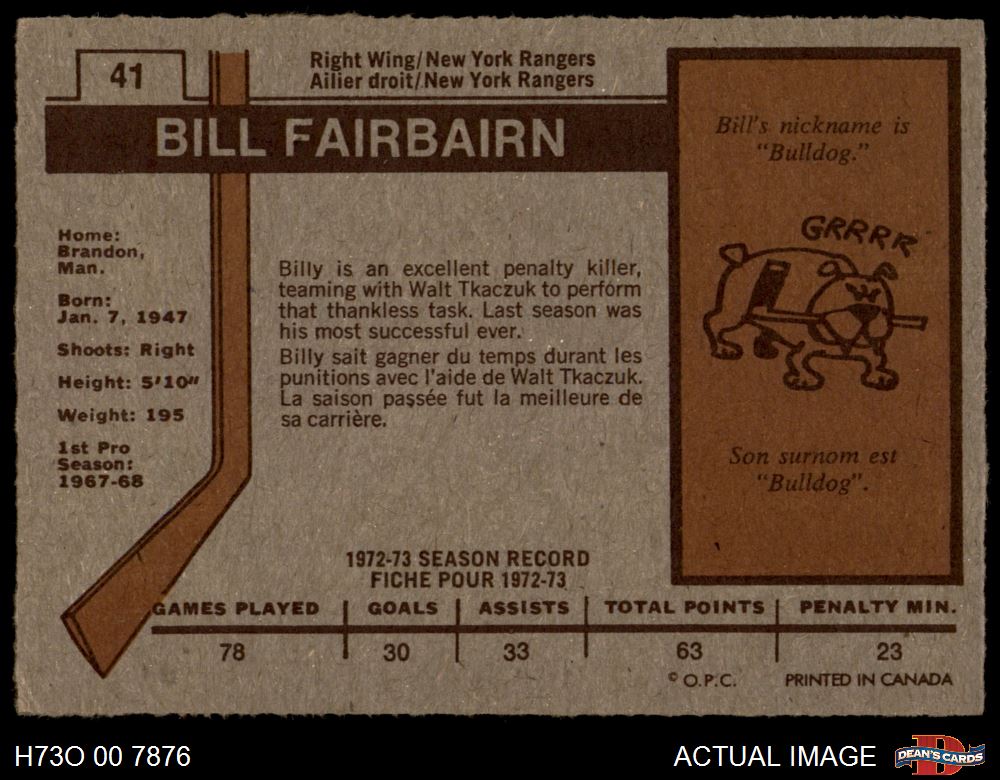 41
Right Wing/New York Rangers
Ailier droit/New York Rangers
BILL FAIRBAIRN
Home:
Brandon,
Man.
Born:
Jan. 7, 1947
Shoots: Right
Height: 5'10"
Weight: 195
1st Pro
Season:
1967-68
Billy is an excellent penalty killer,
teaming with Walt Tkaczuk to perform
that thankless task. Last season was
his most successful ever.
Billy sait gagner du temps durant les
punitions avec l'aide de Walt Tkaczuk.
La saison passée fut la meilleure de
sa carrière.
Bill's nickname is
"Bulldog."
GRRRR
Son surnom est
"Bulldog".
1972-73 SEASON RECORD
FICHE POUR 1972-73
GAMES PLAYED GOALS ASSISTS TOTAL POINTS PENALTY MIN.
78 30 33 63 23
© O.P.C. PRINTED IN CANADA
H73O 00 7876
ACTUAL IMAGE
D
DEAN'S CARDS